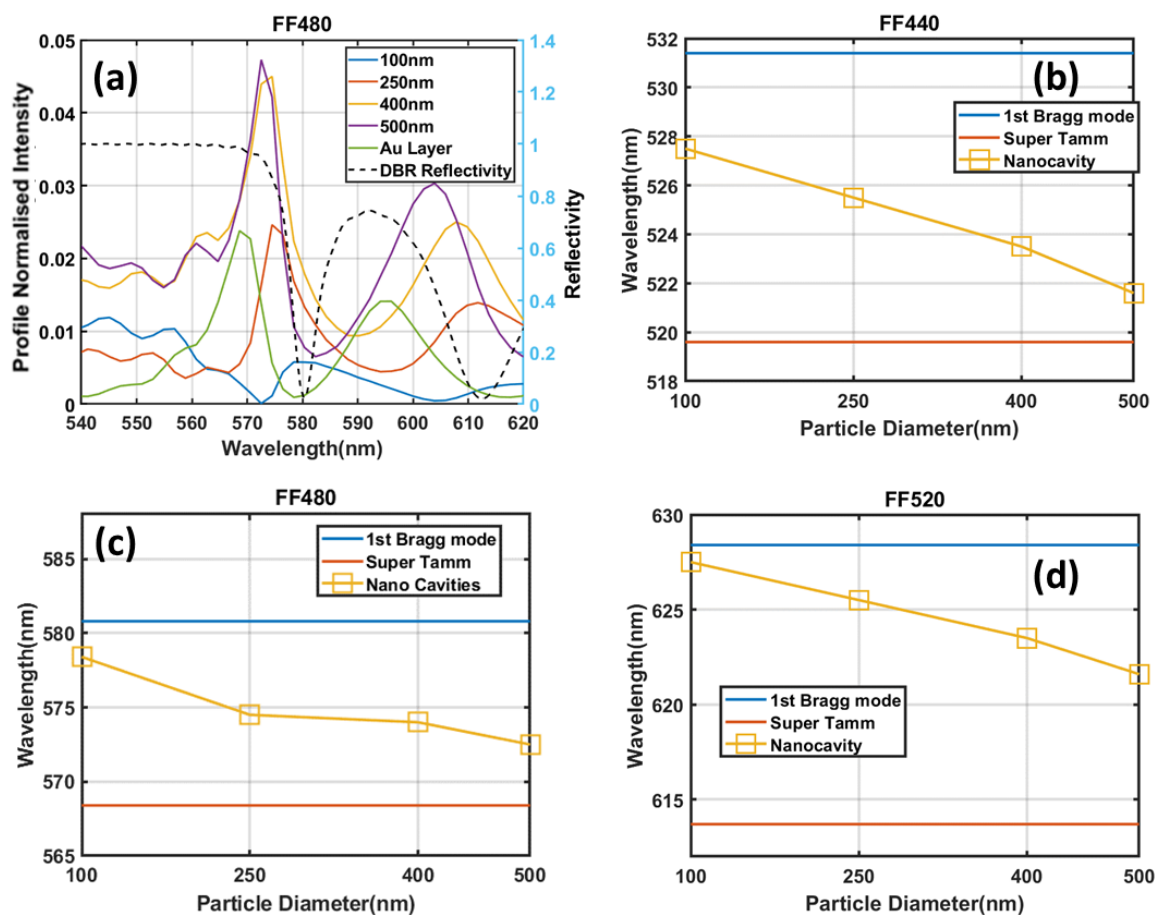 FF480
(a)
Profile Normalised Intensity
0.05
0.04
0.03
0.02
0.01
0
1.4
1.2
1
0.8
0.6
0.4
0.2
0
Reflectivity
100nm
250nm
400nm
500nm
Au Layer
DBR Reflectivity
540 550 560 570 580 590 600 610 620
Wavelength(nm)
FF440
(b)
Wavelength(nm)
532
530
528
526
524
522
520
518
1st Bragg mode
Super Tamm
Nanocavity
100 250 400 500
Particle Diameter(nm)
FF480
(c)
Wavelength(nm)
585
580
575
570
565
1st Bragg mode
Super Tamm
Nano Cavities
100 250 400 500
Particle Diameter(nm)
FF520
(d)
Wavelength(nm)
630
625
620
615
1st Bragg mode
Super Tamm
Nanocavity
100 250 400 500
Particle Diameter(nm)